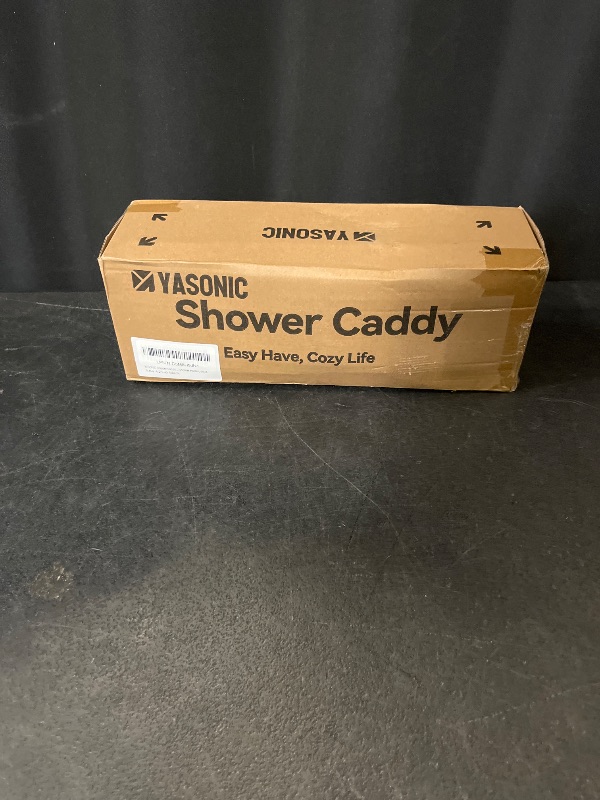 YASONIC
YASONIC
Shower Caddy
Easy Have, Cozy Life